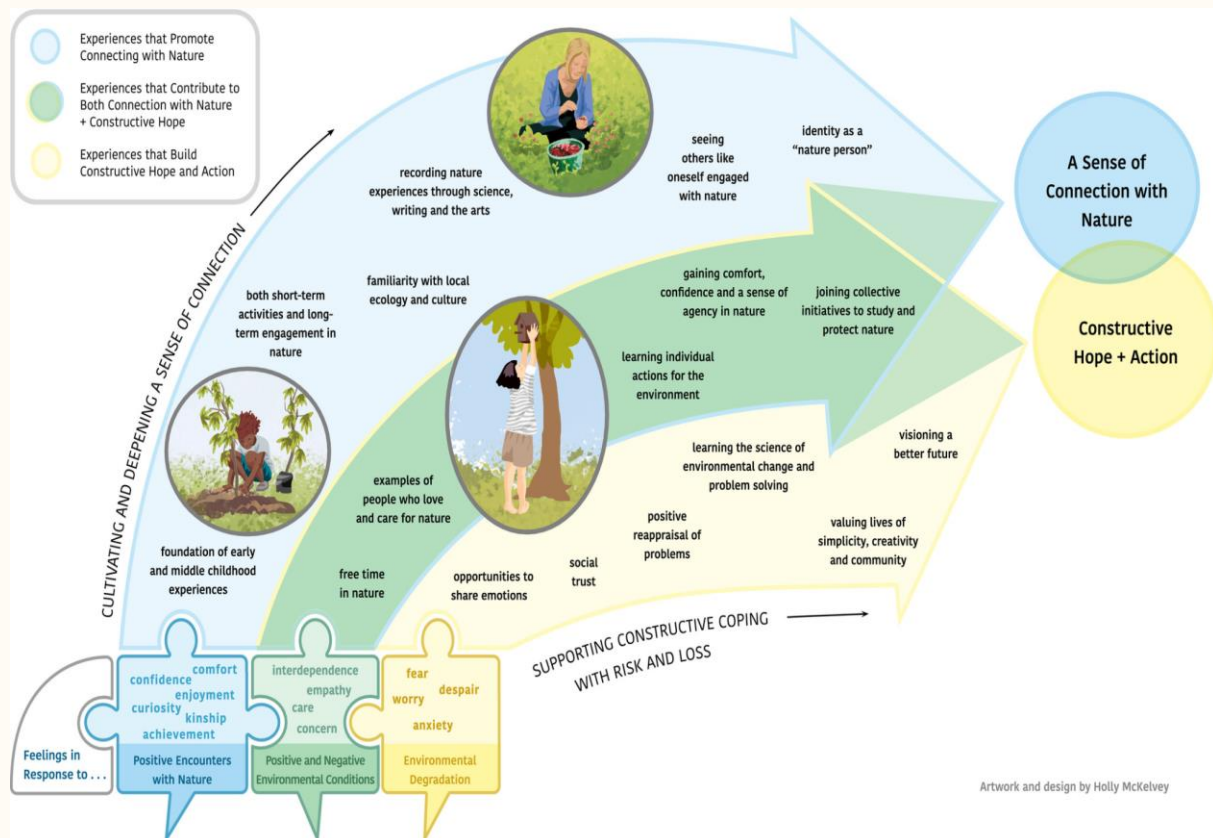 Experiences that Promote
Connecting with Nature
Experiences that Contribute to
Both Connection with Nature
+ Constructive Hope
Experiences that Build
Constructive Hope and Action
CULTIVATING AND DEEPENING A SENSE OF CONNECTION
recording nature
experiences through science,
writing and the arts
seeing
others like
oneself engaged
with nature
identity as a
“nature person”
both short-term
activities and long-
term engagement in
nature
familiarity with local
ecology and culture
foundation of early
and middle childhood
experiences
gaining comfort,
confidence and a sense of
agency in nature
joining collective
initiatives to study and
protect nature
learning individual
actions for the
environment
examples of
people who love
and care for nature
free time
in nature
learning the science of
environmental change and
problem solving
visioning a
better future
positive
reappraisal of
problems
valuing lives of
simplicity, creativity
and community
social
trust
opportunities to
share emotions
SUPPORTING CONSTRUCTIVE COPING
WITH RISK AND LOSS
A Sense of
Connection with
Nature
Constructive
Hope + Action
Feelings in
Response to . . .
comfort
confidence
enjoyment
curiosity
kinship
achievement
Positive Encounters
with Nature
interdependence
empathy
care
concern
Positive and Negative
Environmental Conditions
fear
despair
worry
anxiety
Environmental
Degradation
Artwork and design by Holly McKelvey